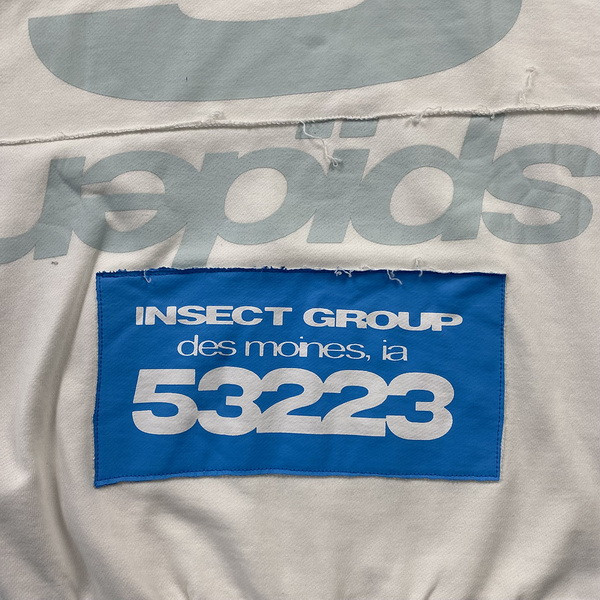 INSECT GROUP
des moines, ia
53223